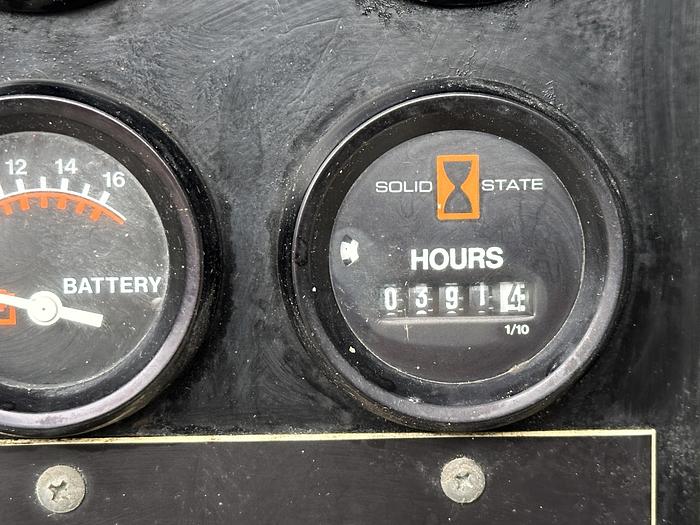 12 14 16
BATTERY
SOLID STATE
HOURS
0 3 9 1 4
1/10